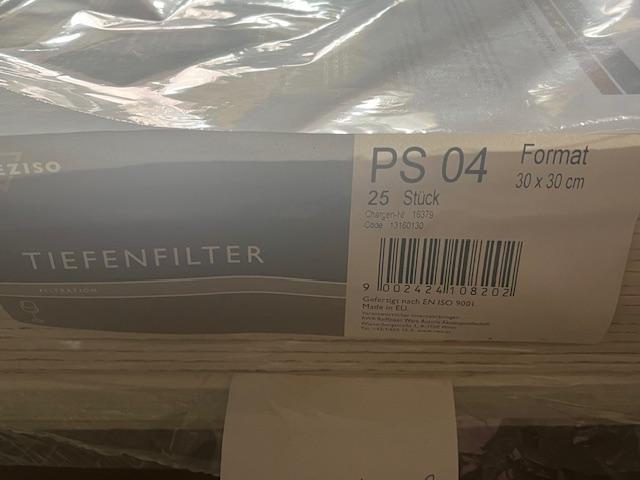 EZISO
TIEFENFILTER
FILTRATION
PS 04
Format
30 x 30 cm
25 Stück
Chargen-Nr. 16379
Code 13160130
9 002424 108202
Gefertigt nach EN ISO 9001.
Made in EU.